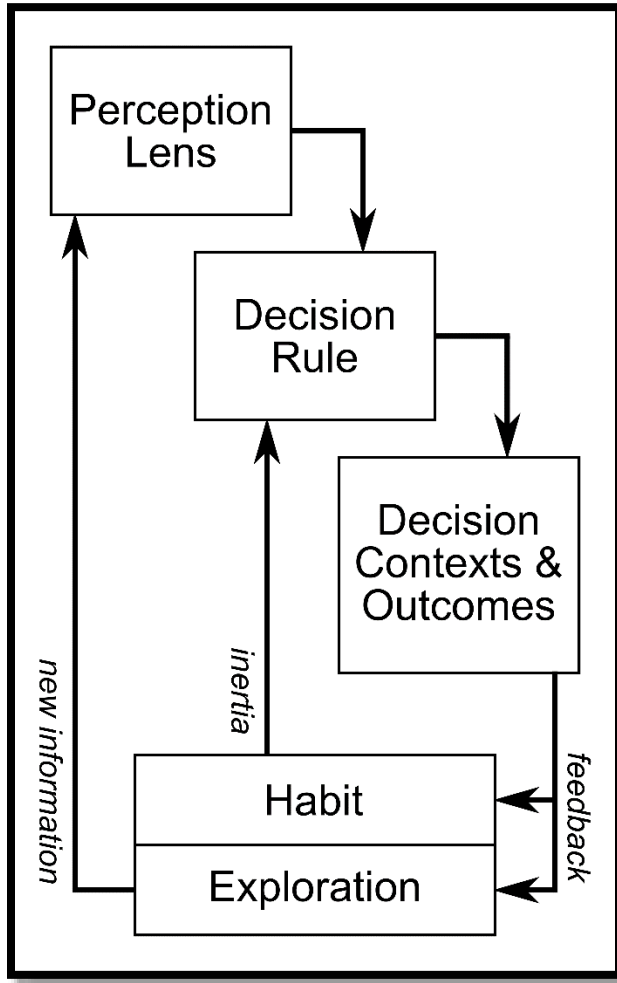 Perception
Lens
Decision
Rule
Decision
Contexts &
Outcomes
new information
inertia
feedback
Habit
Exploration